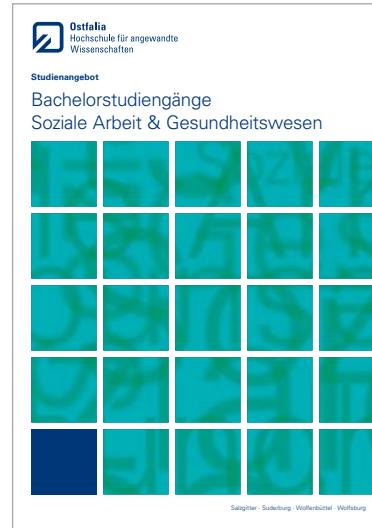 Ostfalia
Hochschule für angewandte
Wissenschaften
Studienangebot
Bachelorstudiengänge
Soziale Arbeit & Gesundheitswesen
Salzgitter · Suderburg · Wolfenbüttel · Wolfsburg